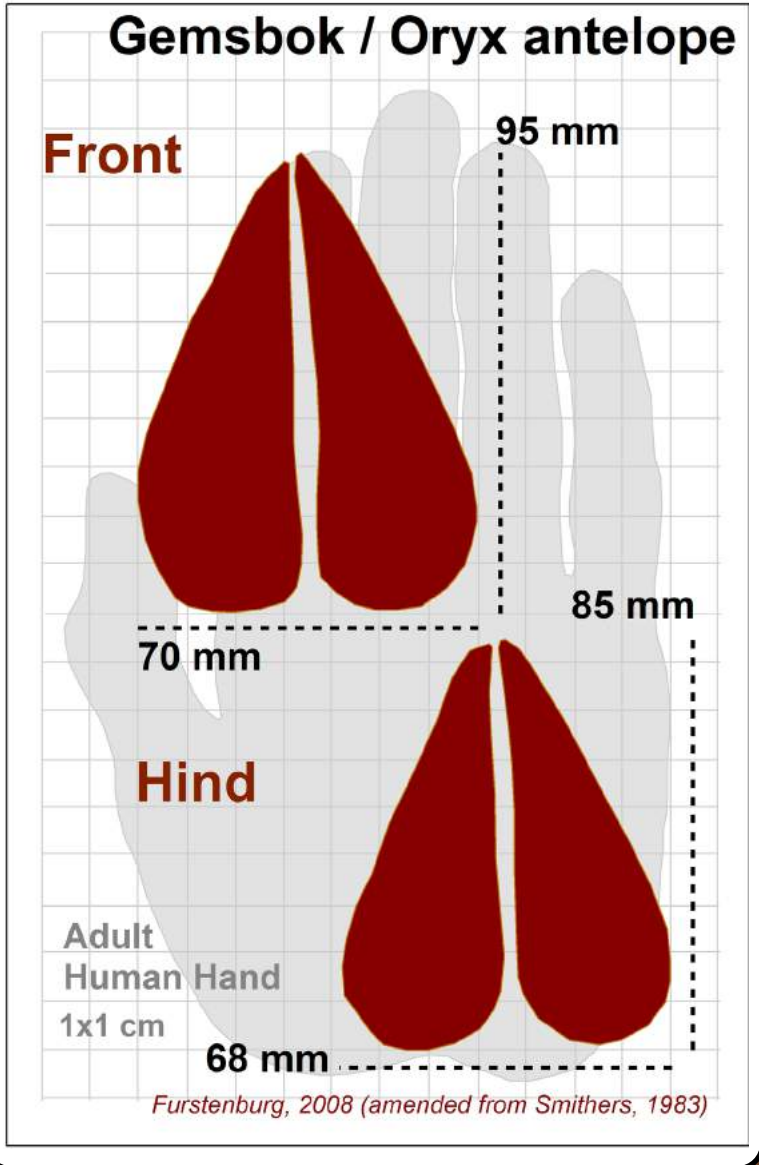 Gemsbok / Oryx antelope
95 mm
Front
85 mm
70 mm
Hind
Adult
Human Hand
1x1 cm
68 mm
Furstenburg, 2008 (amended from Smithers, 1983)